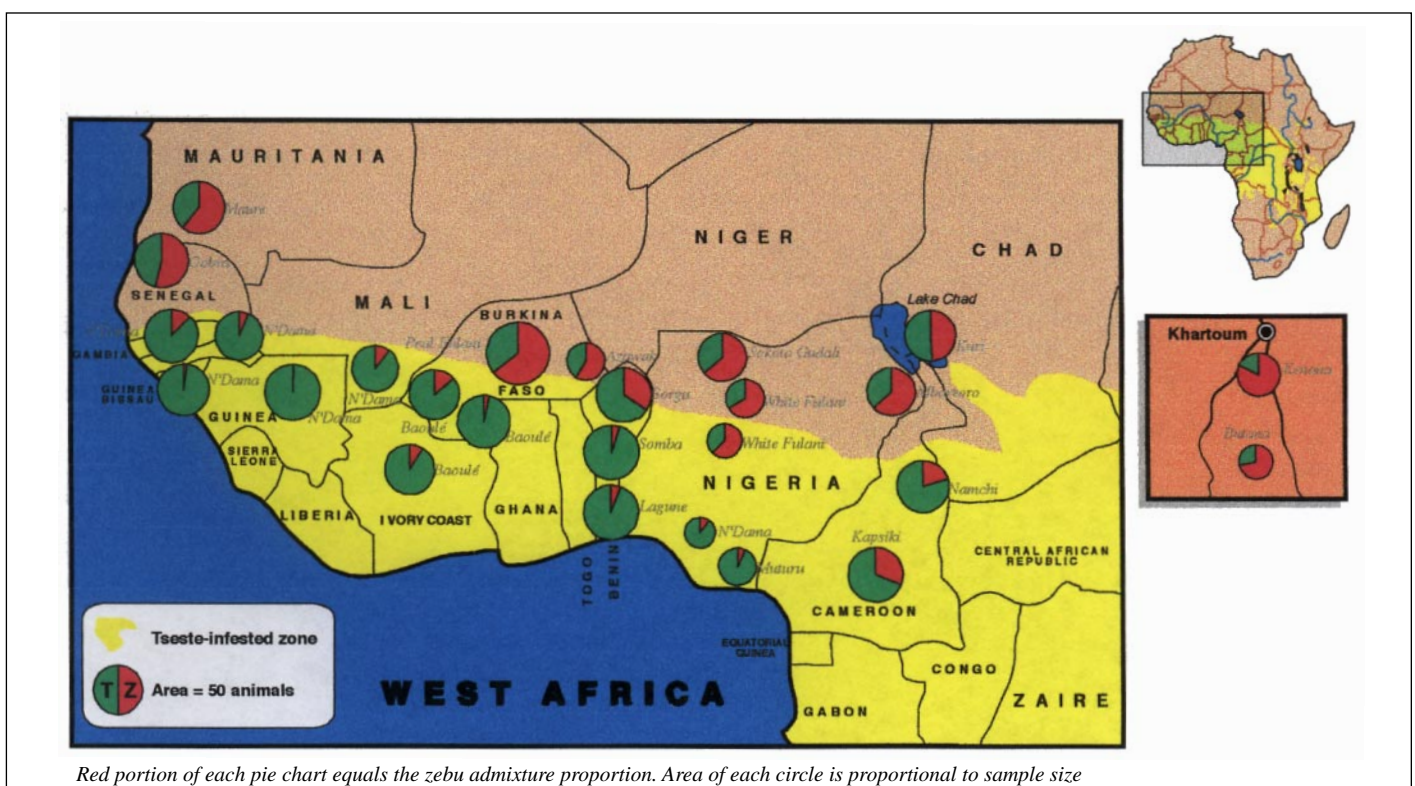 MAURITANIA
Maure
NIGER
CHAD
Gobra
SENEGAL
MALI
Lake Chad
BURKINA
FASO
N'Dama
GAMBIA
Sokoto Gudali
Kuri
GUINEA
BISSAU
N'Dama
N'Dama
N'Dama
GUINEA
Baoulé
Baoulé
Sorgu
White Fulani
SIERRA
LEONE
Baoulé
Somba
White Fulani
NIGERIA
Namchi
LIBERIA
IVORY COAST
GHANA
Lagune
N'Dama
Muturu
Kapsiki
CENTRAL AFRICAN
REPUBLIC
TOGO
BENIN
CAMEROON
EQUATORIAL
GUINEA
CONGO
GABON
ZAIRE
WEST AFRICA
Tseste-infested zone
T Z Area = 50 animals
Khartoum
Butana
Red portion of each pie chart equals the zebu admixture proportion. Area of each circle is proportional to sample size